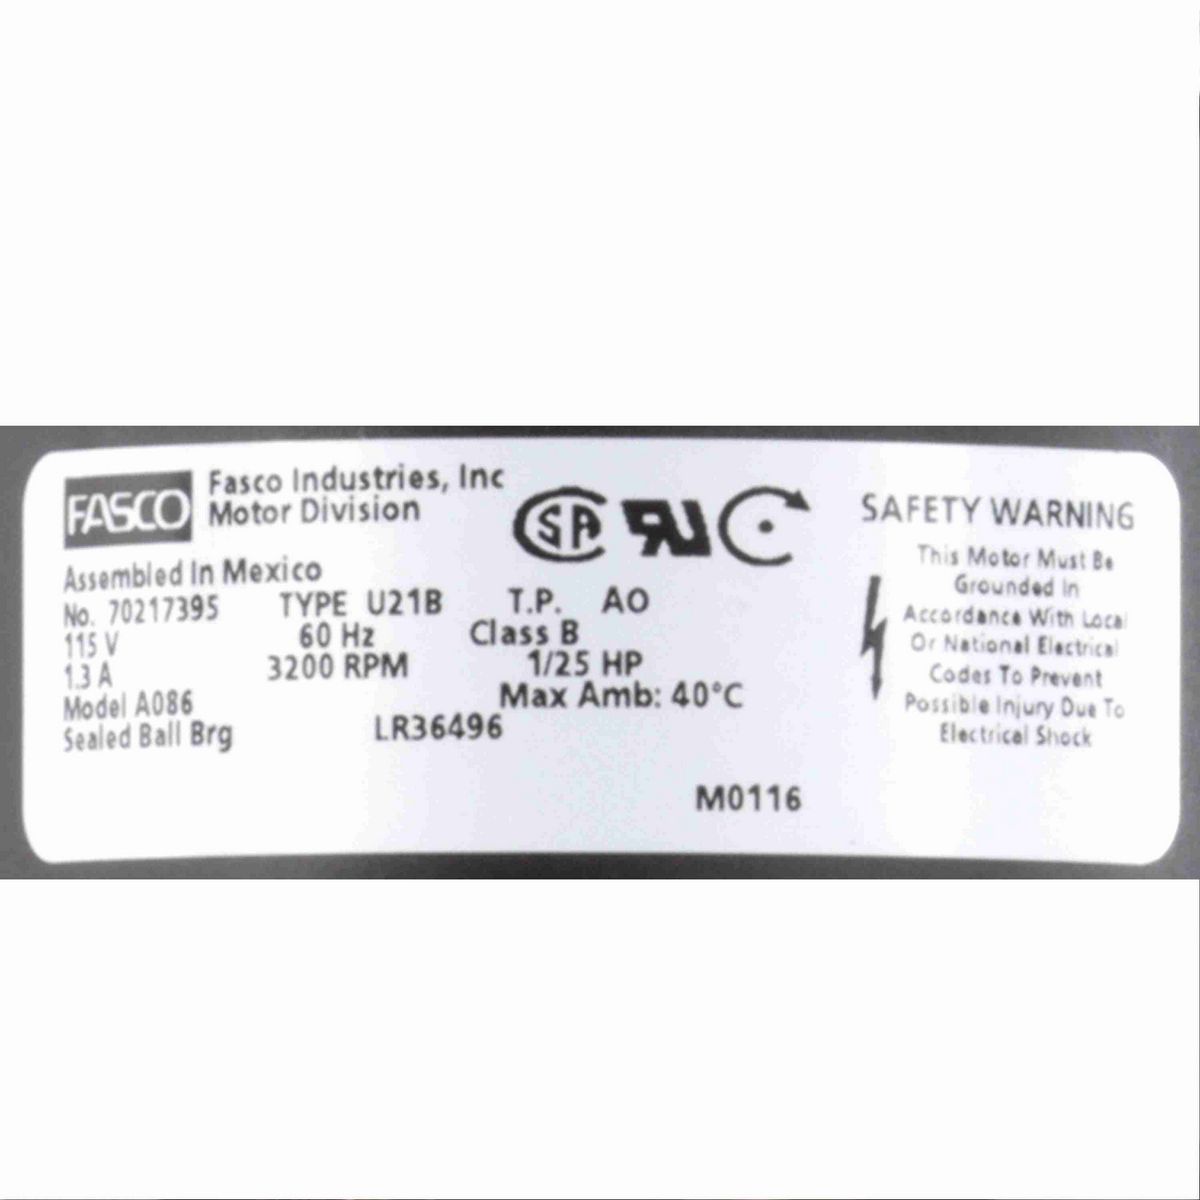 FASCO
Fasco Industries, Inc
Motor Division
Assembled In Mexico
No. 70217395 TYPE U21B T.P. AO
115 V 60 Hz Class B
1.3 A 3200 RPM 1/25 HP
Model A086 Max Amb: 40°C
Sealed Ball Brg LR36496
M0116
SAFETY WARNING
This Motor Must Be
Grounded In
Accordance With Local
Or National Electrical
Codes To Prevent
Possible Injury Due To
Electrical Shock